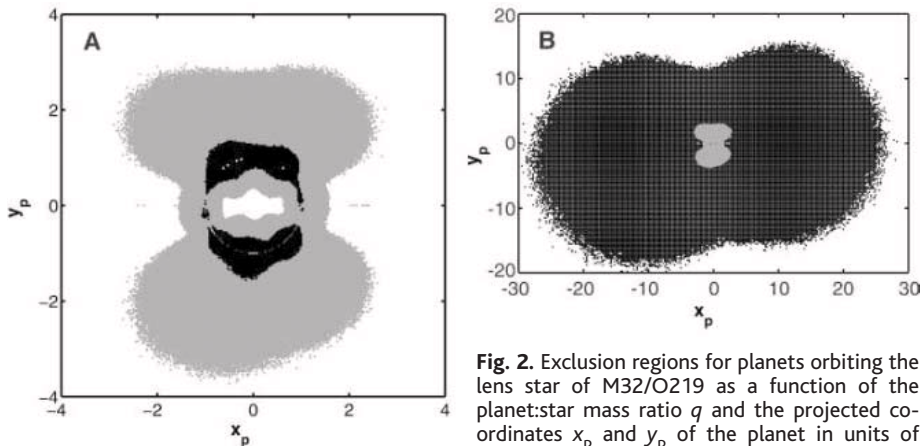 A
4
2
0
−2
−4
−4
−2
0
2
4
y_p
x_p
B
20
10
0
-10
-20
-30
-20
-10
0
10
20
30
y_p
x_p
Fig. 2. Exclusion regions for planets orbiting the
lens star of M32/O219 as a function of the
planet:star mass ratio q and the projected co-
ordinates x_p and y_p of the planet in units of